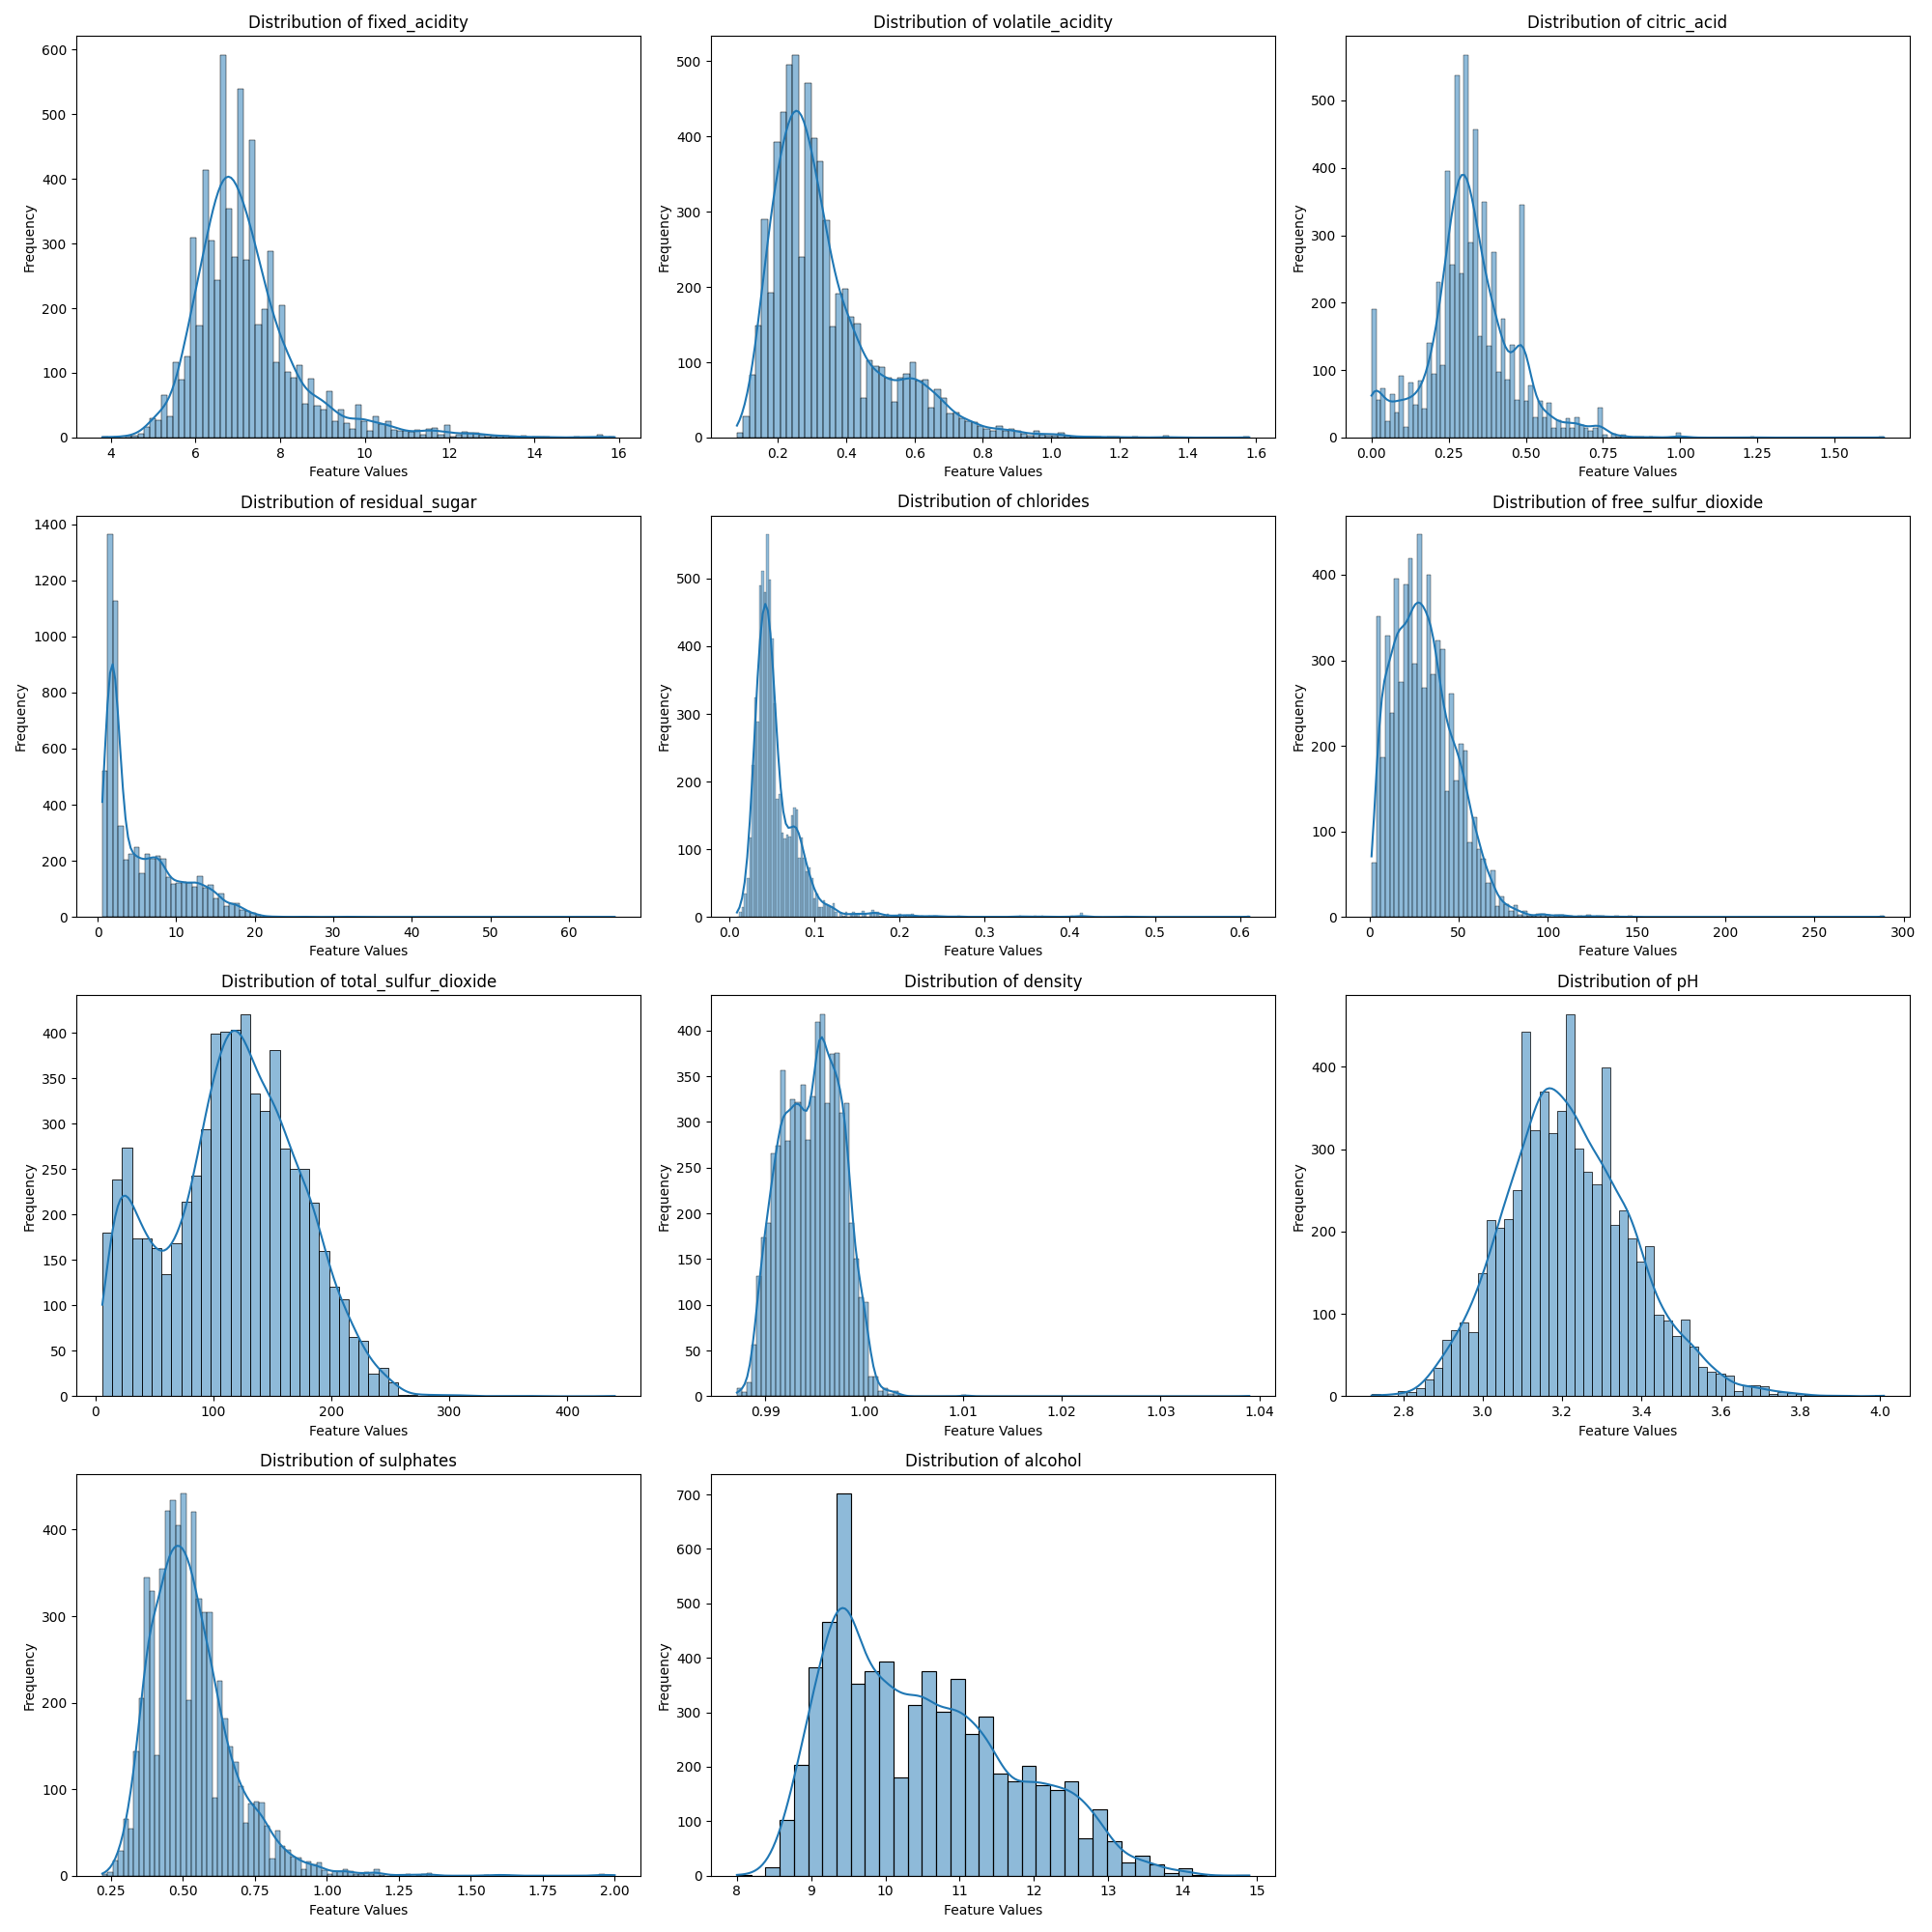 Distribution of fixed_acidity
Frequency
600
500
400
300
200
100
0
4 6 8 10 12 14 16
Feature Values
Distribution of volatile_acidity
Frequency
500
400
300
200
100
0
0.2 0.4 0.6 0.8 1.0 1.2 1.4 1.6
Feature Values
Distribution of citric_acid
Frequency
500
400
300
200
100
0
0.00 0.25 0.50 0.75 1.00 1.25 1.50
Feature Values
Distribution of residual_sugar
Frequency
1400
1200
1000
800
600
400
200
0
0 10 20 30 40 50 60
Feature Values
Distribution of chlorides
Frequency
500
400
300
200
100
0
0.0 0.1 0.2 0.3 0.4 0.5 0.6
Feature Values
Distribution of free_sulfur_dioxide
Frequency
400
300
200
100
0
0 50 100 150 200 250 300
Feature Values
Distribution of total_sulfur_dioxide
Frequency
400
350
300
250
200
150
100
50
0
0 100 200 300 400
Feature Values
Distribution of density
Frequency
400
350
300
250
200
150
100
50
0
0.99 1.00 1.01 1.02 1.03 1.04
Feature Values
Distribution of pH
Frequency
400
300
200
100
0
2.8 3.0 3.2 3.4 3.6 3.8 4.0
Feature Values
Distribution of sulphates
Frequency
400
300
200
100
0
0.25 0.50 0.75 1.00 1.25 1.50 1.75 2.00
Feature Values
Distribution of alcohol
Frequency
700
600
500
400
300
200
100
0
8 9 10 11 12 13 14 15
Feature Values